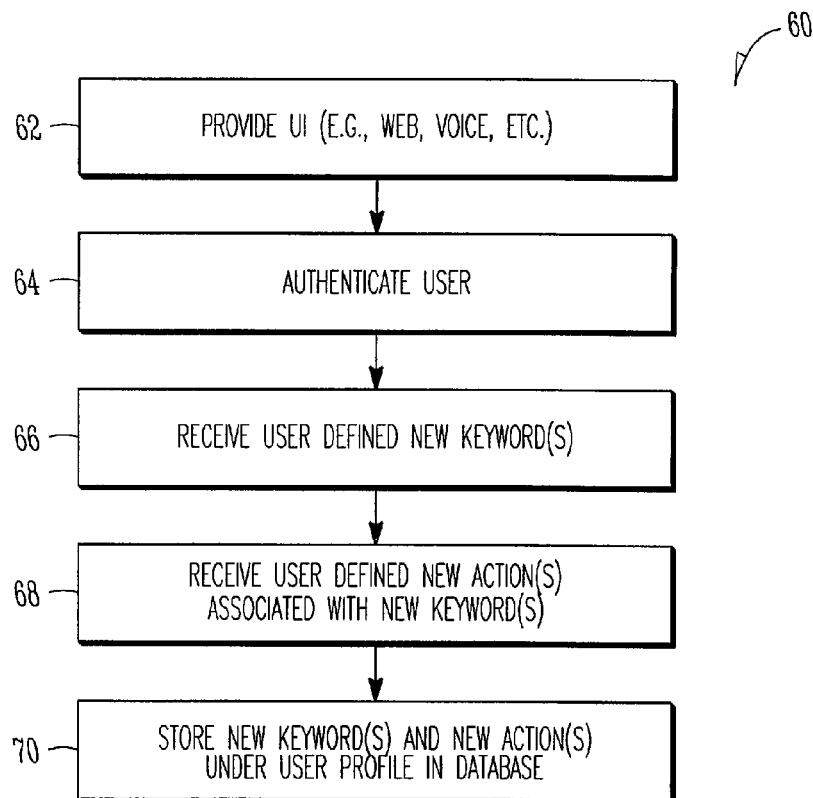 60
62
PROVIDE UI (E.G., WEB, VOICE, ETC.)
64
AUTHENTICATE USER
66
RECEIVE USER DEFINED NEW KEYWORD(S)
68
RECEIVE USER DEFINED NEW ACTION(S)
ASSOCIATED WITH NEW KEYWORD(S)
70
STORE NEW KEYWORD(S) AND NEW ACTION(S)
UNDER USER PROFILE IN DATABASE